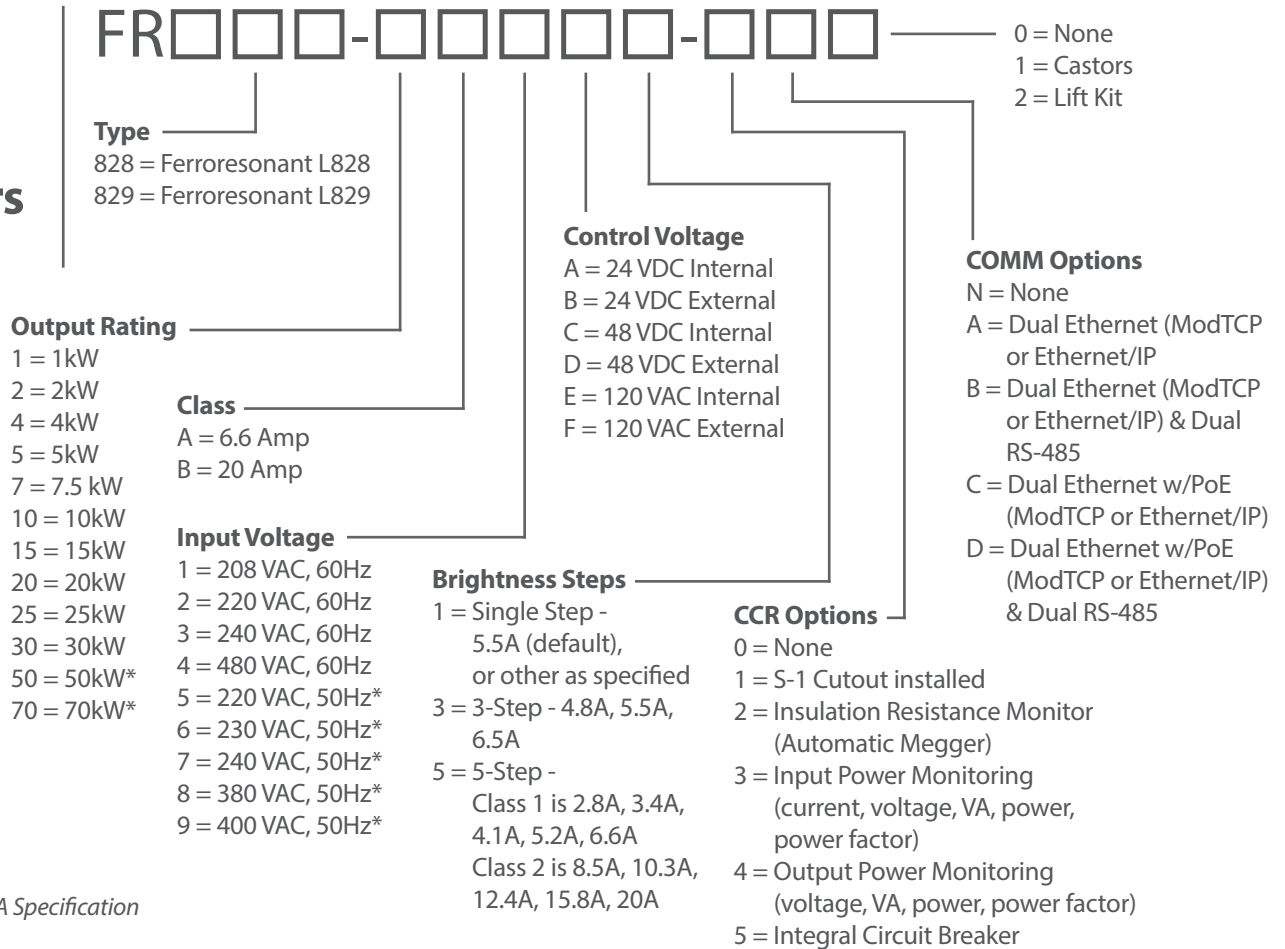 FR□□□-□□□□□-□□□
0 = None
1 = Castors
2 = Lift Kit
rs
Type
828 = Ferroresonant L828
829 = Ferroresonant L829
Output Rating
1 = 1kW
2 = 2kW
4 = 4kW
5 = 5kW
7 = 7.5 kW
10 = 10kW
15 = 15kW
20 = 20kW
25 = 25kW
30 = 30kW
50 = 50kW*
70 = 70kW*
Class
A = 6.6 Amp
B = 20 Amp
Input Voltage
1 = 208 VAC, 60Hz
2 = 220 VAC, 60Hz
3 = 240 VAC, 60Hz
4 = 480 VAC, 60Hz
5 = 220 VAC, 50Hz*
6 = 230 VAC, 50Hz*
7 = 240 VAC, 50Hz*
8 = 380 VAC, 50Hz*
9 = 400 VAC, 50Hz*
Control Voltage
A = 24 VDC Internal
B = 24 VDC External
C = 48 VDC Internal
D = 48 VDC External
E = 120 VAC Internal
F = 120 VAC External
Brightness Steps
1 = Single Step -
5.5A (default),
or other as specified
3 = 3-Step - 4.8A, 5.5A,
6.5A
5 = 5-Step -
Class 1 is 2.8A, 3.4A,
4.1A, 5.2A, 6.6A
Class 2 is 8.5A, 10.3A,
12.4A, 15.8A, 20A
CCR Options
0 = None
1 = S-1 Cutout installed
2 = Insulation Resistance Monitor
(Automatic Megger)
3 = Input Power Monitoring
(current, voltage, VA, power,
power factor)
4 = Output Power Monitoring
(voltage, VA, power, power factor)
5 = Integral Circuit Breaker
COMM Options
N = None
A = Dual Ethernet (ModTCP
or Ethernet/IP
B = Dual Ethernet (ModTCP
or Ethernet/IP) & Dual
RS-485
C = Dual Ethernet w/PoE
(ModTCP or Ethernet/IP)
D = Dual Ethernet w/PoE
(ModTCP or Ethernet/IP)
& Dual RS-485
A Specification